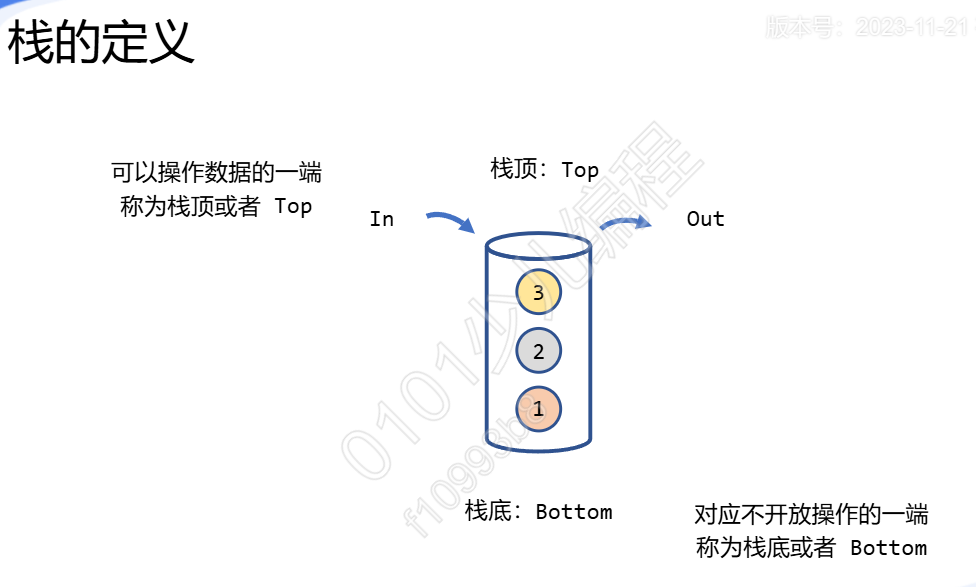 栈的定义
版本号：2023-11-21
可以操作数据的一端
称为栈顶或者 Top
栈顶：Top
In
Out
3
2
1
0101少儿编程
f10993b8
栈底：Bottom
对应不开放操作的一端
称为栈底或者 Bottom